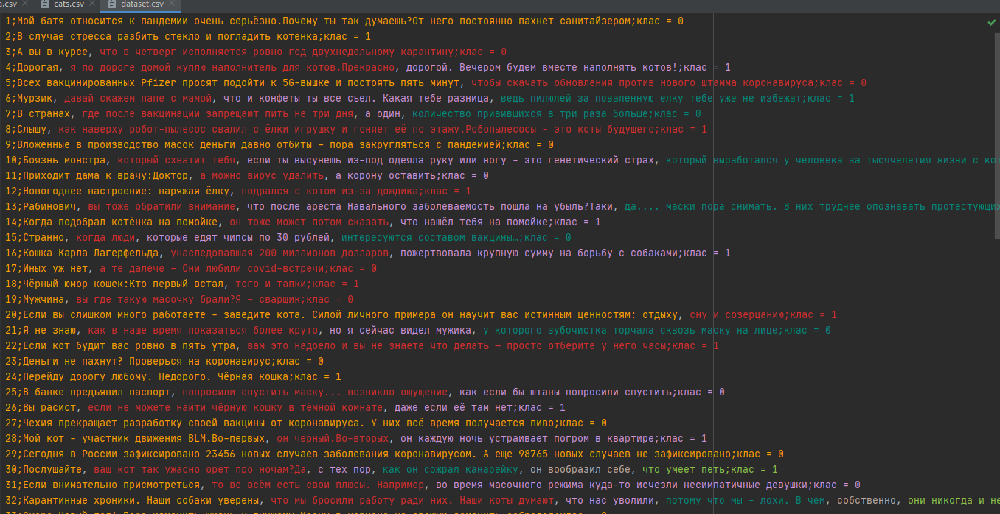 a.csv cats.csv dataset.csv
1;Мой батя относится к пандемии очень серьёзно.Почему ты так думаешь?От него постоянно пахнет санитайзером;клас = 0
2;В случае стресса разбить стекло и погладить котёнка;клас = 1
3;А вы в курсе, что в четверг исполняется ровно год двухнедельному карантину;клас = 0
4;Дорогая, я по дороге домой куплю наполнитель для котов.Прекрасно, дорогой. Вечером будем вместе наполнять котов!;клас = 1
5;Всех вакцинированных Pfizer просят подойти к 5G-вышке и постоять пять минут, чтобы скачать обновления против нового штамма коронавируса;клас = 0
6;Мурзик, давай скажем папе с мамой, что и конфеты ты все съел. Какая тебе разница, ведь пилюлей за поваленную ёлку тебе уже не избежат;клас = 1
7;В странах, где после вакцинации запрещают пить не три дня, а один, количество привившихся в три раза больше;клас = 0
8;Слышу, как наверху робот-пылесос свалил с ёлки игрушку и гоняет её по этажу.Робопылесосы - это коты будущего;клас = 1
9;Вложенные в производство масок деньги давно отбиты – пора закругляться с пандемией;клас = 0
10;Боязнь монстра, который схватит тебя, если ты высунешь из-под одеяла руку или ногу - это генетический страх, который выработался у человека за тысячелетия жизни с кот
11;Приходит дама к врачу:Доктор, а можно вирус удалить, а корону оставить;клас = 0
12;Новогоднее настроение: наряжая ёлку, подрался с котом из-за дождика;клас = 1
13;Рабинович, вы тоже обратили внимание, что после ареста Навального заболеваемость пошла на убыль?Таки, да.... маски пора снимать. В них труднее опознавать протестующих
14;Когда подобрал котёнка на помойке, он тоже может потом сказать, что нашёл тебя на помойке;клас = 1
15;Странно, когда люди, которые едят чипсы по 30 рублей, интересуются составом вакцины…;клас = 0
16;Кошка Карла Лагерфельда, унаследовавшая 200 миллионов долларов, пожертвовала крупную сумму на борьбу с собаками;клас = 1
17;Иных уж нет, а те далече – Они любили covid-встречи;клас = 0
18;Чёрный юмор кошек:Кто первый встал, того и тапки;клас = 1
19;Мужчина, вы где такую масочку брали?Я – сварщик;клас = 0
20;Если вы слишком много работаете – заведите кота. Силой личного примера он научит вас истинным ценностям: отдыху, сну и созерцанию;клас = 1
21;Я не знаю, как в наше время показаться более круто, но я сейчас видел мужика, у которого зубочистка торчала сквозь маску на лице;клас = 0
22;Если кот будит вас ровно в пять утра, вам это надоело и вы не знаете что делать — просто отберите у него часы;клас = 1
23;Деньги не пахнут? Проверься на коронавирус;клас = 0
24;Перейду дорогу любому. Недорого. Чёрная кошка;клас = 1
25;В банке предъявил паспорт, попросили опустить маску... возникло ощущение, как если бы штаны попросили спустить;клас = 0
26;Вы расист, если не можете найти чёрную кошку в тёмной комнате, даже если её там нет;клас = 1
27;Чехия прекращает разработку своей вакцины от коронавируса. У них всё время получается пиво;клас = 0
28;Мой кот – участник движения BLM.Во-первых, он чёрный.Во-вторых, он каждую ночь устраивает погром в квартире;клас = 1
29;Сегодня в России зафиксировано 23456 новых случаев заболевания коронавирусом. А еще 98765 новых случаев не зафиксировано;клас = 0
30;Послушайте, ваш кот так ужасно орёт про ночам?Да, с тех пор, как он сожрал канарейку, он вообразил себе, что умеет петь;клас = 1
31;Если внимательно присмотреться, то во всём есть свои плюсы. Например, во время масочного режима куда-то исчезли несимпатичные девушки;клас = 0
32;Карантинные хроники. Наши собаки уверены, что мы бросили работу ради них. Наши коты думают, что нас уволили, потому что мы – лохи. В чём, собственно, они никогда и не